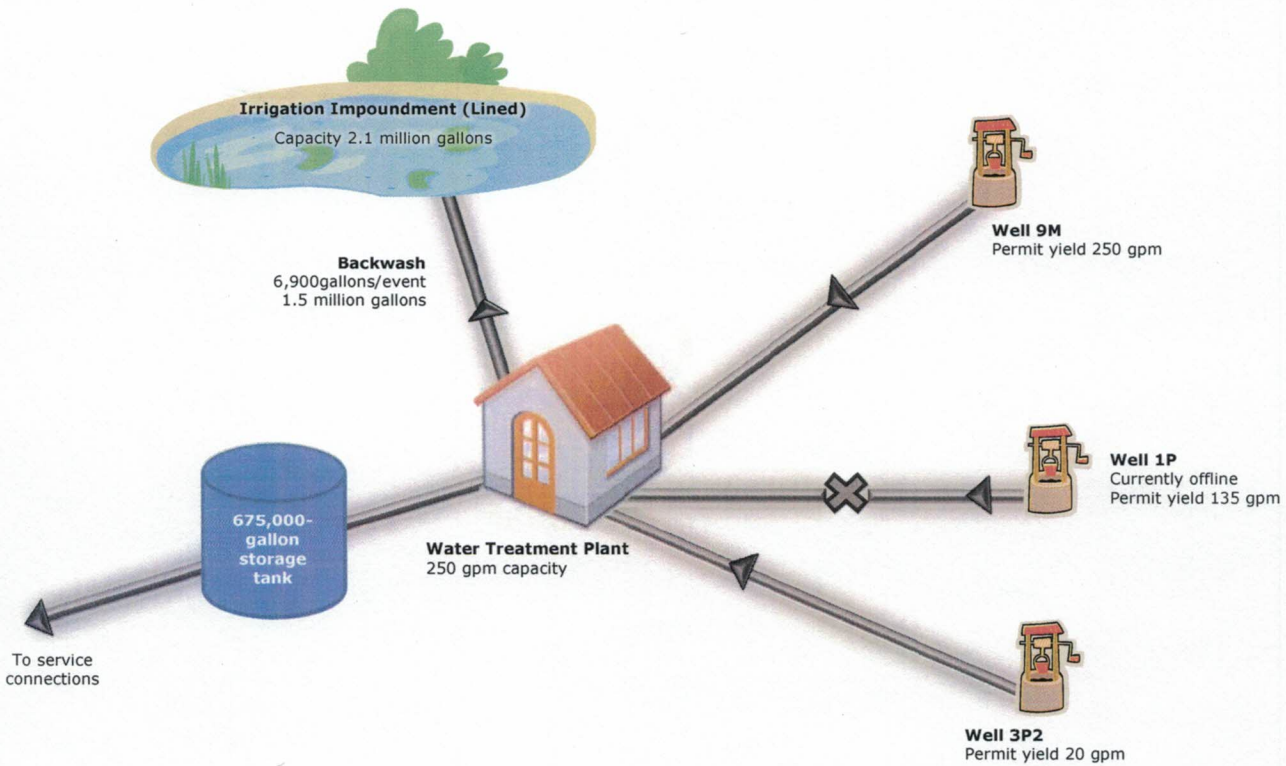 Irrigation Impoundment (Lined)
Capacity 2.1 million gallons
Well 9M
Permit yield 250 gpm
Backwash
6,900gallons/event
1.5 million gallons
Well 1P
Currently offline
Permit yield 135 gpm
675,000-
gallon
storage
tank
Water Treatment Plant
250 gpm capacity
To service
connections
Well 3P2
Permit yield 20 gpm